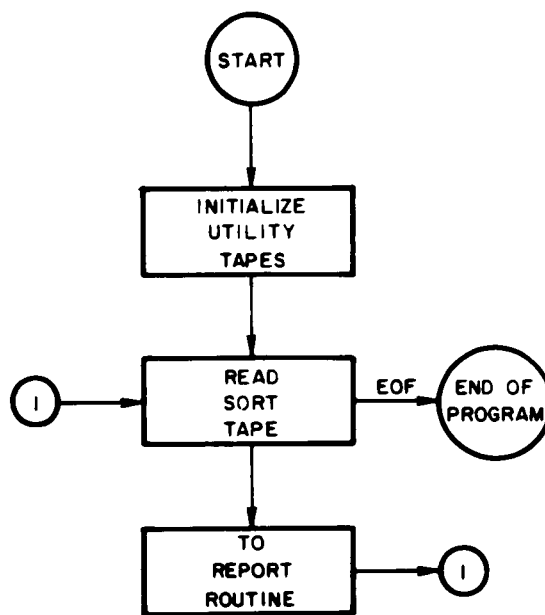 START
INITIALIZE
UTILITY
TAPES
1
READ
SORT
TAPE
EOF
END OF
PROGRAM
TO
REPORT
ROUTINE
1